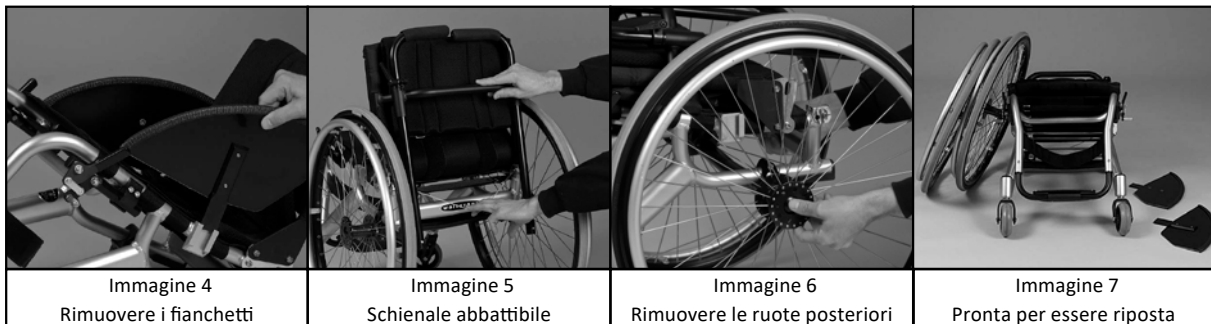 Immagine 4
Rimuovere i fianchetti
Immagine 5
Schienale abbattibile
Immagine 6
Rimuovere le ruote posteriori
Immagine 7
Pronta per essere riposta